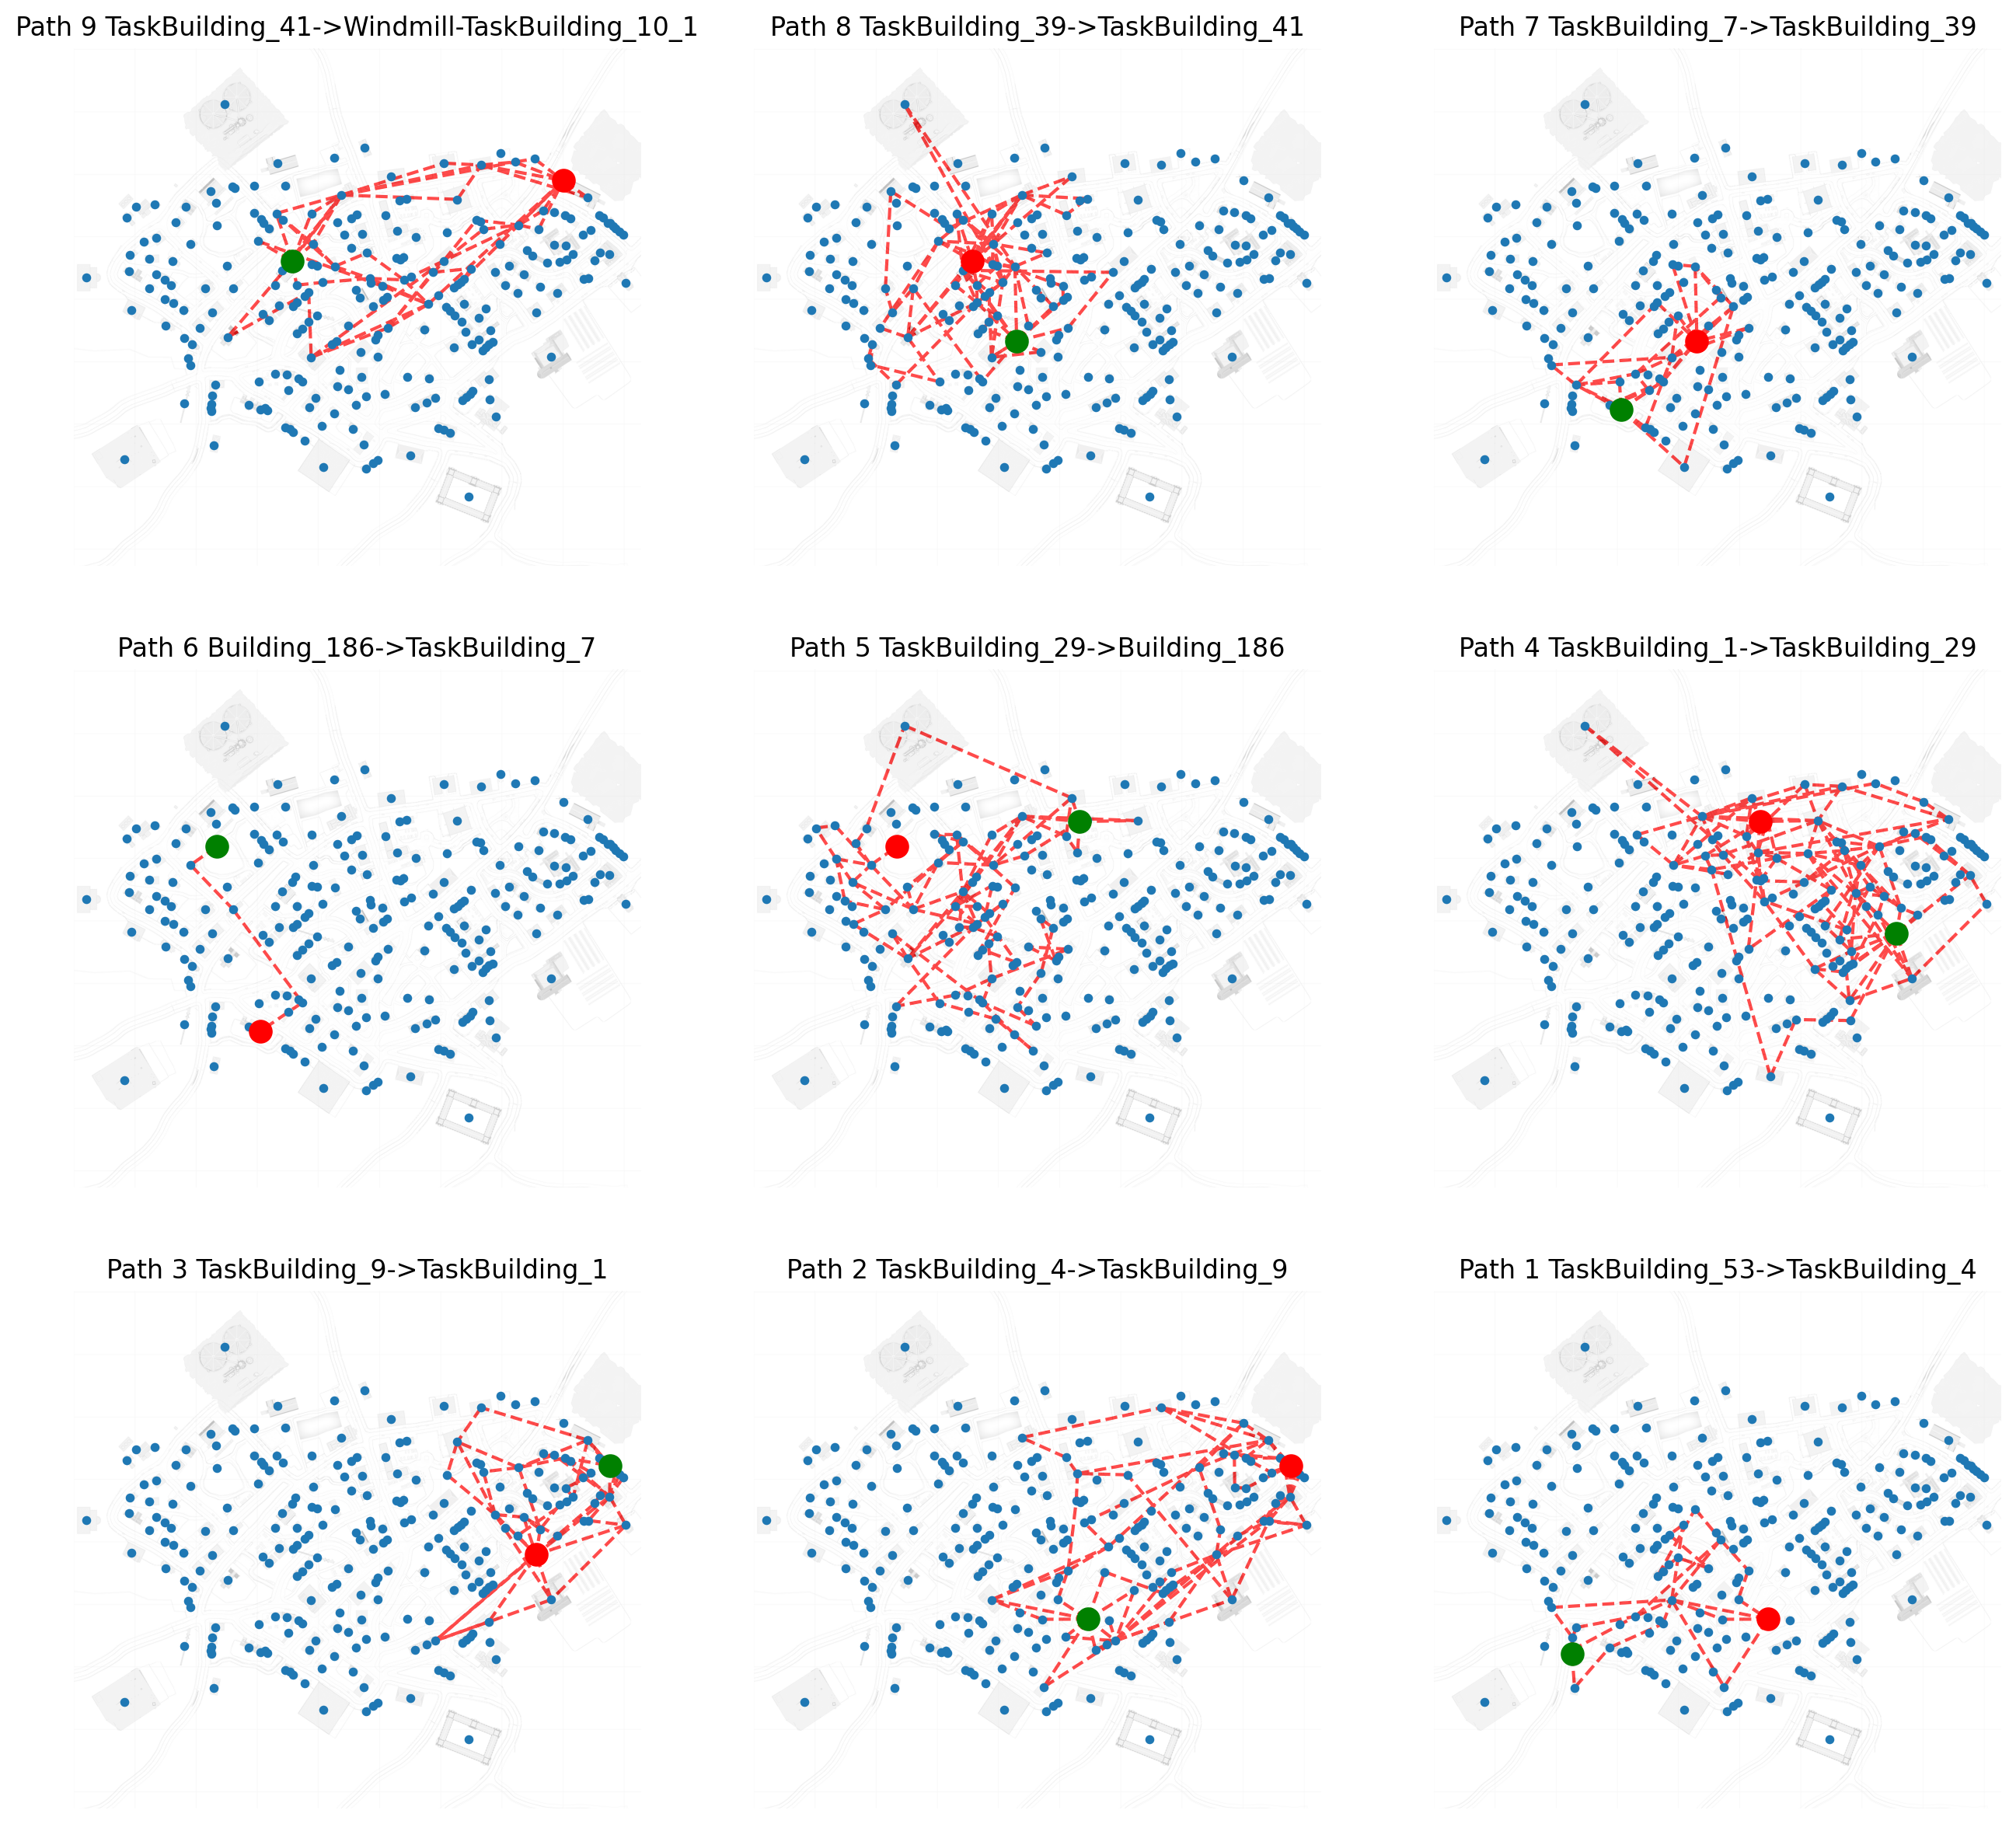 Path 9 TaskBuilding_41->Windmill-TaskBuilding_10_1
Path 8 TaskBuilding_39->TaskBuilding_41
Path 7 TaskBuilding_7->TaskBuilding_39
Path 6 Building_186->TaskBuilding_7
Path 5 TaskBuilding_29->Building_186
Path 4 TaskBuilding_1->TaskBuilding_29
Path 3 TaskBuilding_9->TaskBuilding_1
Path 2 TaskBuilding_4->TaskBuilding_9
Path 1 TaskBuilding_53->TaskBuilding_4